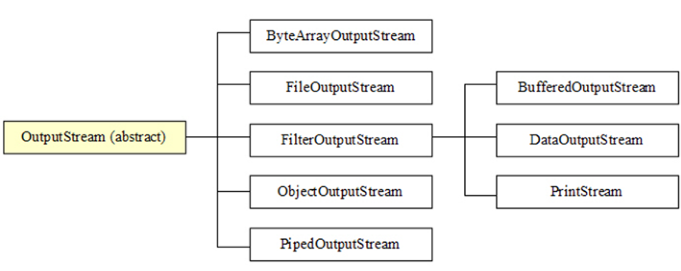 OutputStream (abstract)
ByteArrayOutputStream
FileOutputStream
FilterOutputStream
ObjectOutputStream
PipedOutputStream
BufferedOutputStream
DataOutputStream
PrintStream